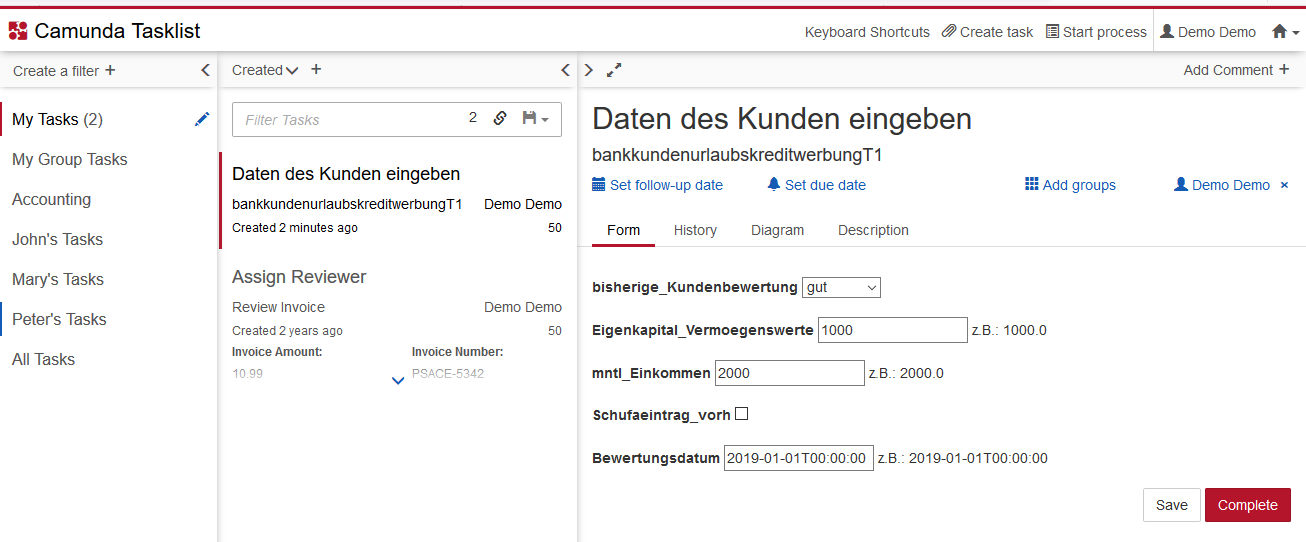 Camunda Tasklist
Keyboard Shortcuts Create task Start process Demo Demo
Create a filter +
My Tasks (2)
My Group Tasks
Accounting
John's Tasks
Mary's Tasks
Peter's Tasks
All Tasks
Created +
Filter Tasks 2
Daten des Kunden eingeben
bankkundenurlaubskreditwerbungT1 Demo Demo
Created 2 minutes ago 50
Assign Reviewer
Review Invoice Demo Demo
Created 2 years ago 50
Invoice Amount: Invoice Number:
10.99 PSACE-5342
Add Comment +
Daten des Kunden eingeben
bankkundenurlaubskreditwerbungT1
Set follow-up date Set due date Add groups Demo Demo ×
Form History Diagram Description
bisherige_Kundenbewertung gut
Eigenkapital_Vermoegenswerte 1000 z.B.: 1000.0
mntl_Einkommen 2000 z.B.: 2000.0
Schufaeintrag_vorh
Bewertungsdatum 2019-01-01T00:00:00 z.B.: 2019-01-01T00:00:00
Save Complete